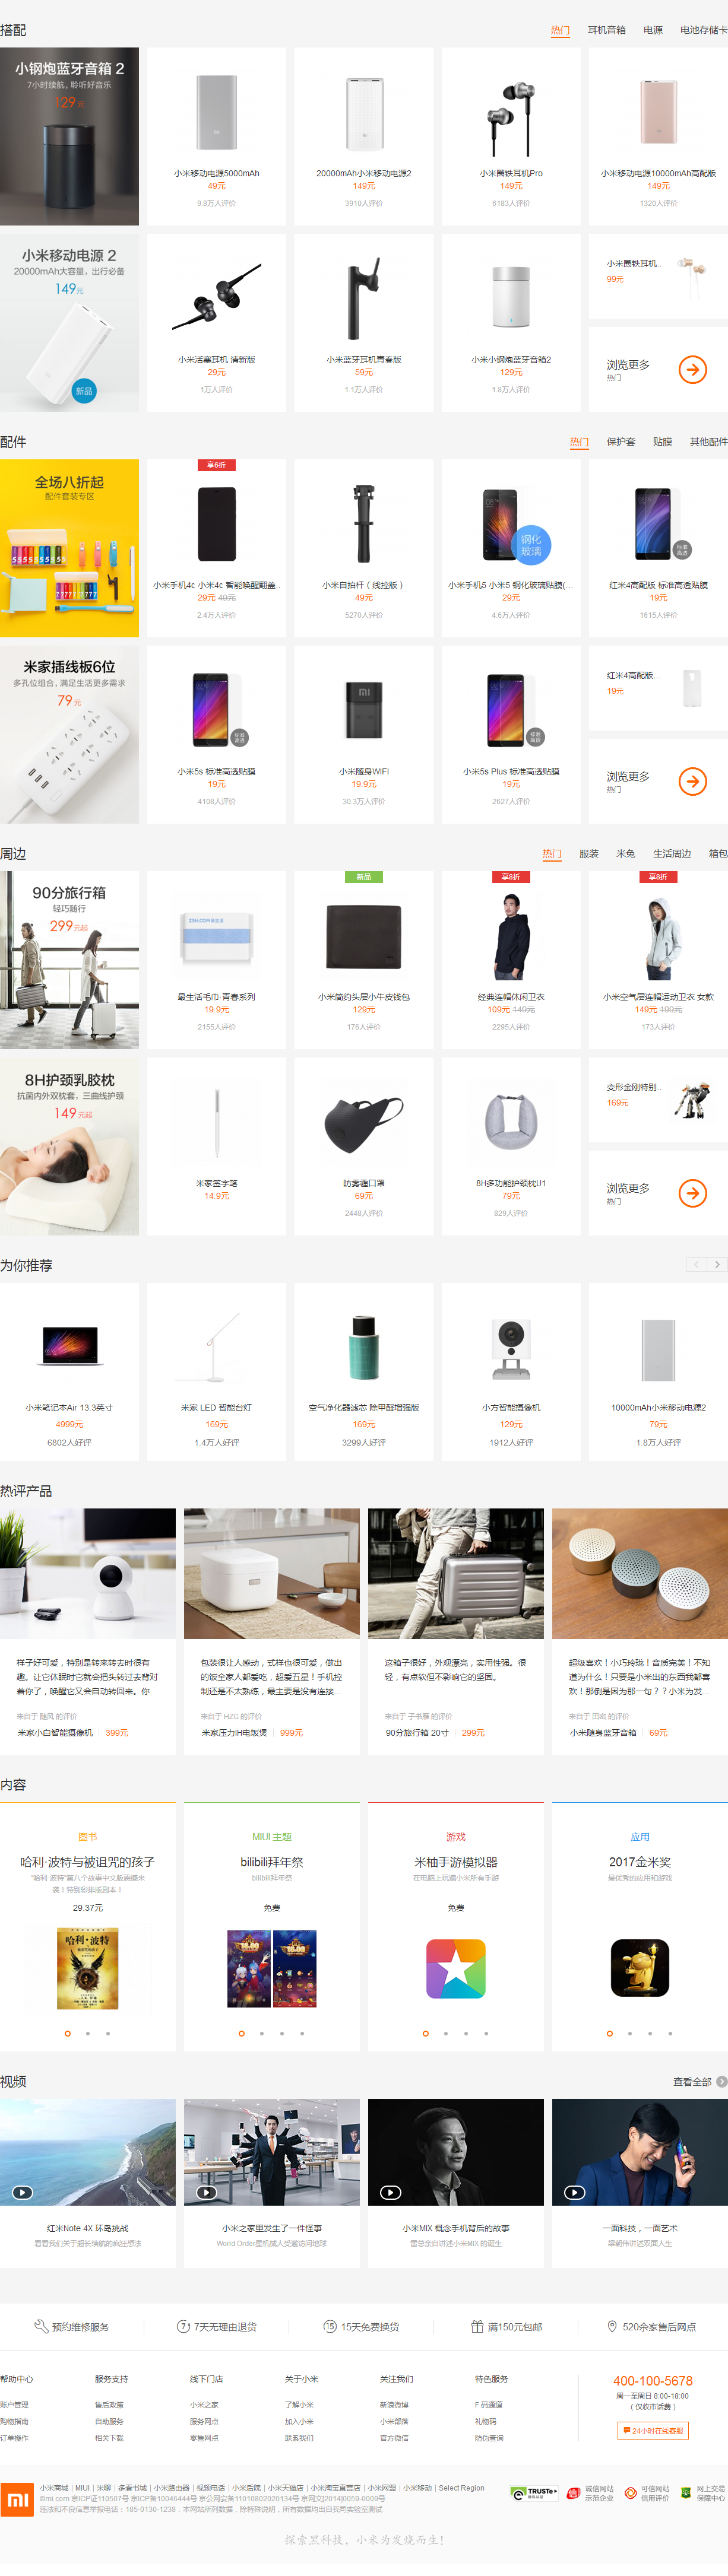 搭配
热门 耳机音箱 电源 电池存储卡
小钢炮蓝牙音箱 2
7小时续航，聆听好音乐
129元
小米移动电源5000mAh
49元
9.8万人评价
20000mAh小米移动电源2
149元
3910人评价
小米圈铁耳机Pro
149元
6183人评价
小米移动电源10000mAh高配版
149元
1320人评价
小米移动电源 2
20000mAh大容量，出行必备
149元
新品
小米活塞耳机 清新版
29元
1万人评价
小米蓝牙耳机青春版
59元
1.1万人评价
小米小钢炮蓝牙音箱2
129元
1.8万人评价
小米圈铁耳机..
99元
浏览更多
热门
配件
热门 保护套 贴膜 其他配件
全场八折起
配件套装专区
享6折
小米手机4c 小米4c 智能唤醒翻盖..
29元 49元
2.4万人评价
小米自拍杆（线控版）
49元
5270人评价
钢化
玻璃
小米手机5 小米5 钢化玻璃贴膜(...
29元
4.6万人评价
标准
高透
红米4高配版 标准高透贴膜
19元
1615人评价
米家插线板6位
多孔位组合，满足生活更多需求
79元
标准
高透
小米5s 标准高透贴膜
19元
4108人评价
小米随身WIFI
19.9元
30.3万人评价
标准
高透
小米5s Plus 标准高透贴膜
19元
2627人评价
红米4高配版...
19元
浏览更多
热门
周边
热门 服装 米兔 生活周边 箱包
90分旅行箱
轻巧随行
299元起
最生活毛巾·青春系列
19.9元
2155人评价
新品
小米简约头层小牛皮钱包
129元
176人评价
享8折
经典连帽休闲卫衣
109元 149元
2295人评价
享8折
小米空气层连帽运动卫衣 女款
149元 199元
173人评价
8H护颈乳胶枕
抗菌内外双枕套，三曲线护颈
149元起
米家签字笔
14.9元
防雾霾口罩
69元
2448人评价
8H多功能护颈枕U1
79元
829人评价
变形金刚特别..
169元
浏览更多
热门
为你推荐
小米笔记本Air 13.3英寸
4999元
6802人好评
米家 LED 智能台灯
169元
1.4万人好评
空气净化器滤芯 除甲醛增强版
169元
3299人好评
小方智能摄像机
129元
1912人好评
10000mAh小米移动电源2
79元
1.8万人好评
热评产品
样子好可爱，特别是转来转去时很有
趣。让它休眠时它就会把头转过去背对
着你了，唤醒它又会自动转回来。你
来自于 随风 的评价
米家小白智能摄像机 399元
包装很让人感动，式样也很可爱，做出
的饭全家人都爱吃，超爱五星！手机控
制还是不太熟练，最主要是没有连接...
来自于 HZG 的评价
米家压力IH电饭煲 999元
这箱子很好，外观漂亮，实用性强。很
轻，有点软但不影响它的坚固。
来自于 子书雁 的评价
90分旅行箱 20寸 299元
超级喜欢！小巧玲珑！音质完美！不知
道为什么！只要是小米出的东西我都喜
欢！那倒是因为那一句？？小米为发...
来自于 田密 的评价
小米随身蓝牙音箱 69元
内容
图书
哈利·波特与被诅咒的孩子
"哈利·波特"第八个故事中文版震撼来
袭！特别彩排版剧本！
29.37元
哈利·波特
MIUI 主题
bilibili拜年祭
bilibili拜年祭
免费
游戏
米柚手游模拟器
在电脑上玩遍小米所有手游
免费
应用
2017金米奖
最优秀的应用和游戏
视频
查看全部
红米Note 4X 环岛挑战
看看我们关于超长续航的疯狂想法
小米之家里发生了一件怪事
World Order星机械人受邀访问地球
小米MIX 概念手机背后的故事
雷总亲自讲述小米MIX 的诞生
一面科技，一面艺术
梁朝伟讲述双面人生
预约维修服务
7天无理由退货
15天免费换货
满150元包邮
520余家售后网点
帮助中心 服务支持 线下门店 关于小米 关注我们 特色服务
账户管理 售后政策 小米之家 了解小米 新浪微博 F 码通道
购物指南 自助服务 服务网点 加入小米 小米部落 礼物码
订单操作 相关下载 零售网点 联系我们 官方微信 防伪查询
400-100-5678
周一至周日 8:00-18:00
（仅收市话费）
24小时在线客服
小米商城 | MIUI | 米聊 | 多看书城 | 小米路由器 | 视频电话 | 小米后院 | 小米天猫店 | 小米淘宝直营店 | 小米网盟 | 小米移动 | Select Region
©mi.com 京ICP证110507号 京ICP备10046444号 京公网安备11010802020134号 京网文[2014]0059-0009号
违法和不良信息举报电话：185-0130-1238，本网站所列数据，除特殊说明，所有数据均出自我司实验室测试
TRUSTe
诚信网站
示范企业
可信网站
信用评价
网上交易
保障中心
探索黑科技，小米为发烧而生！